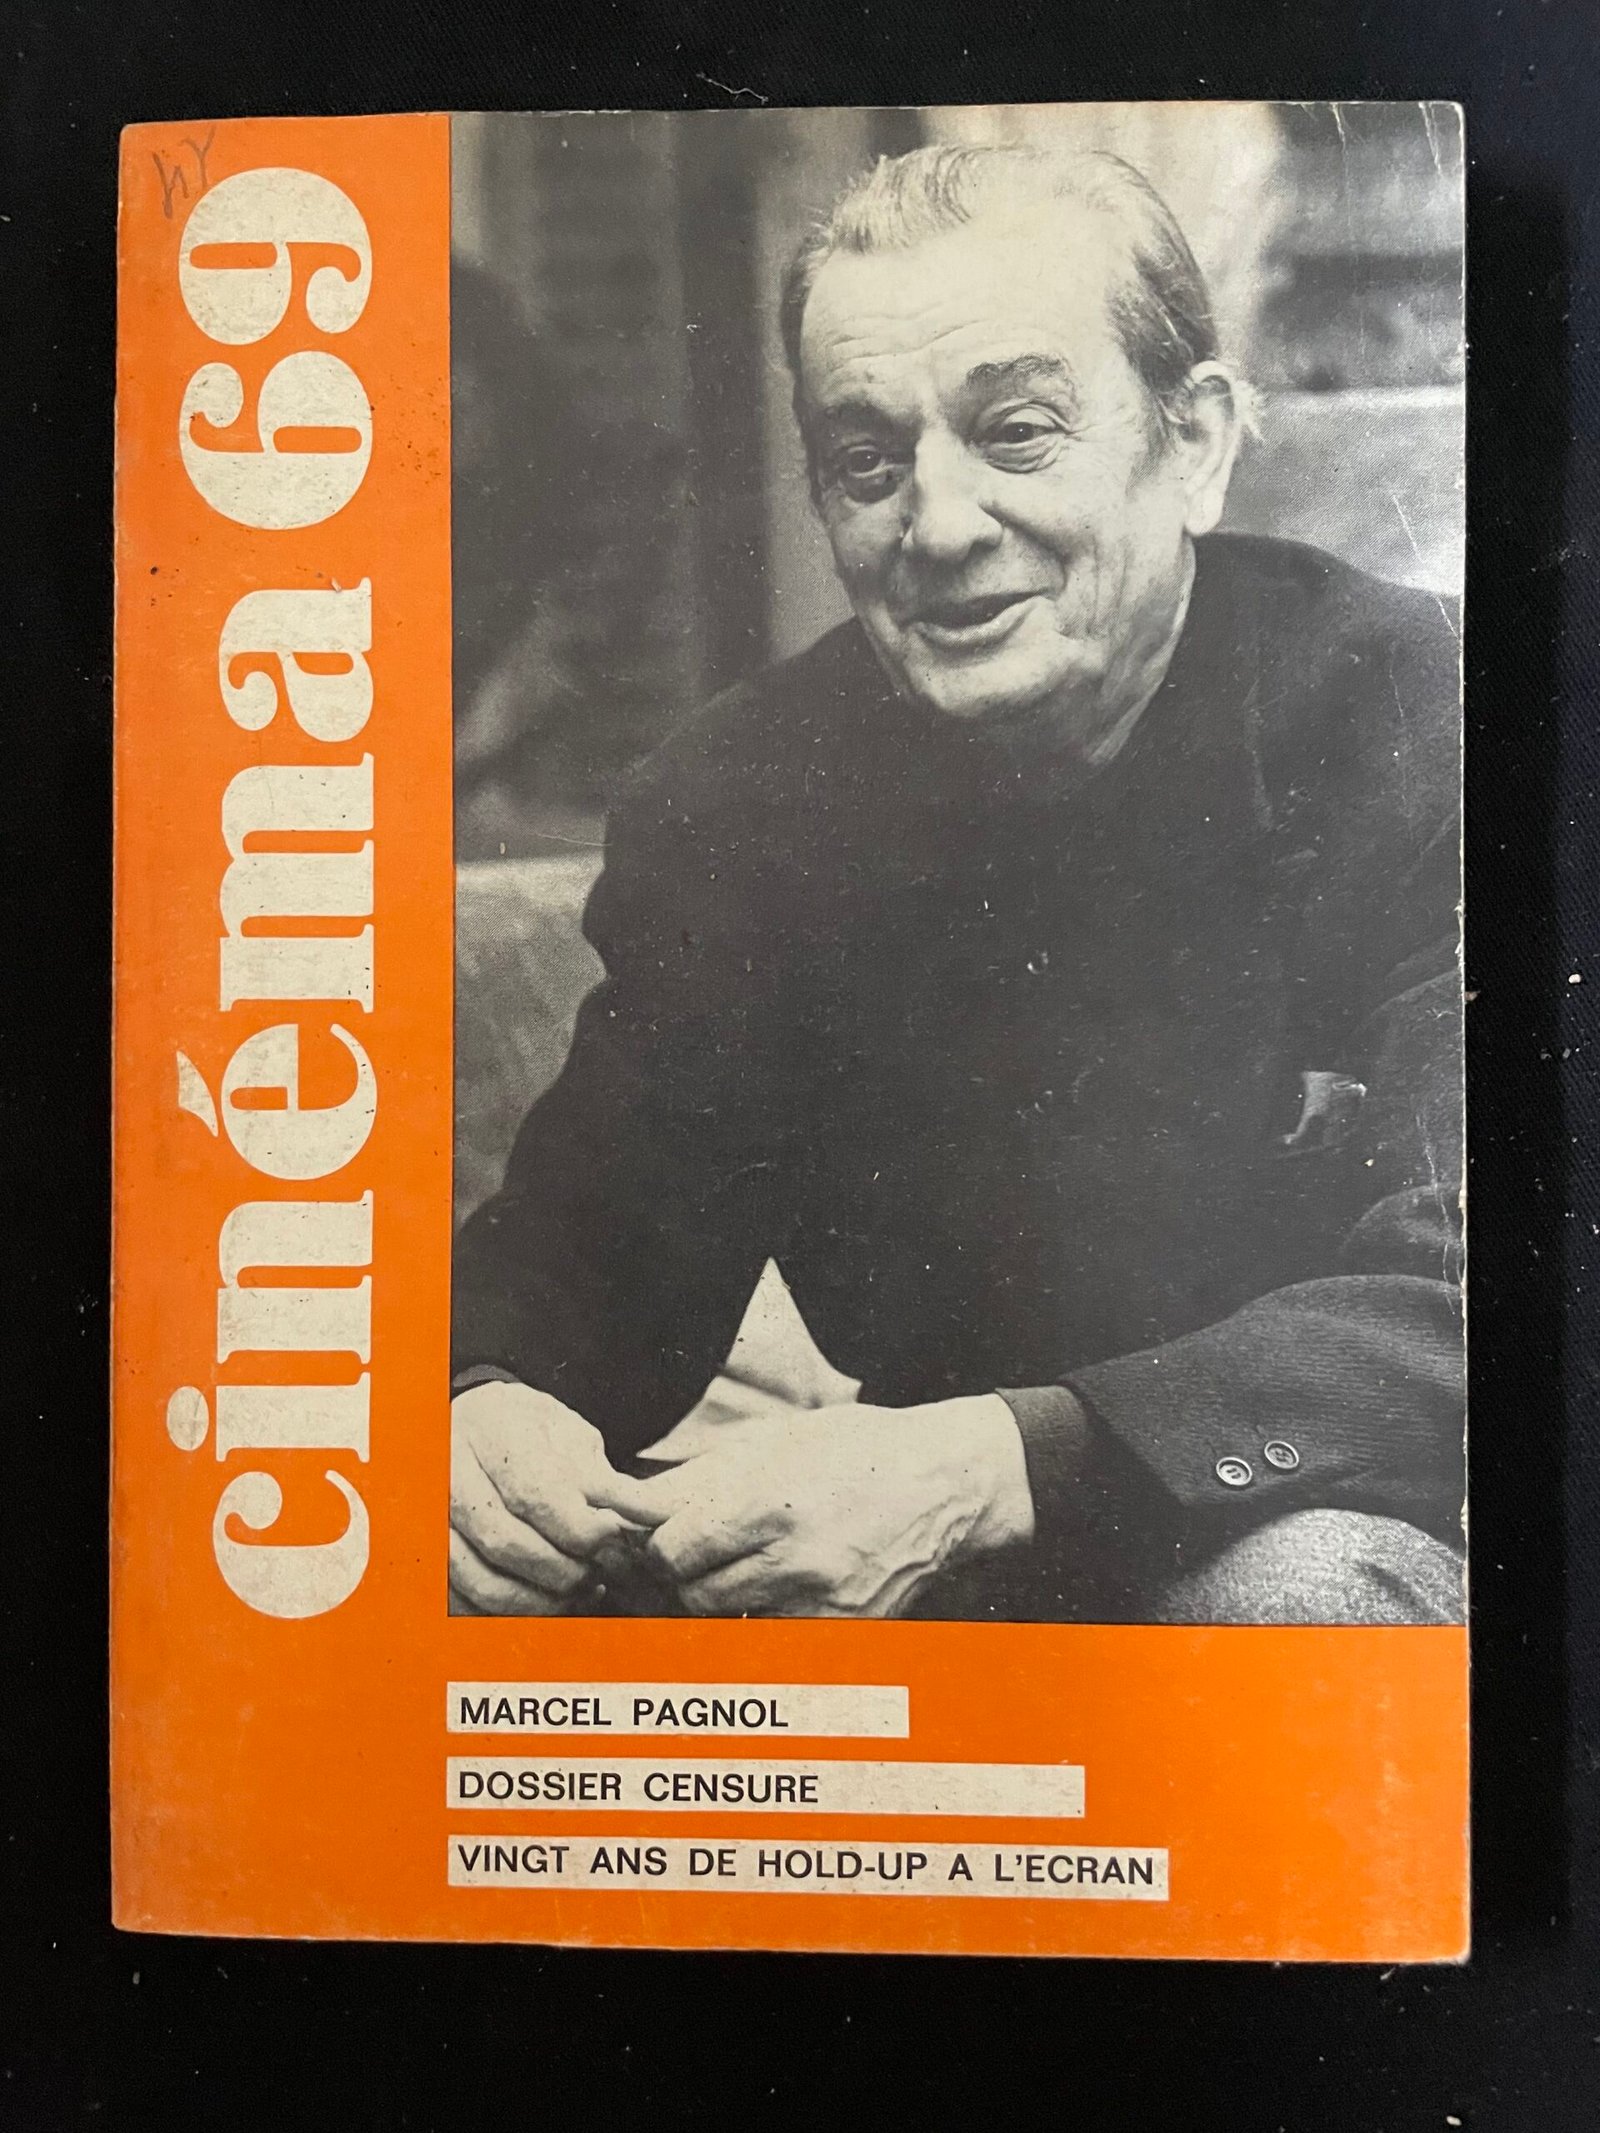 cinéma 69
MARCEL PAGNOL
DOSSIER CENSURE
VINGT ANS DE HOLD-UP A L'ECRAN